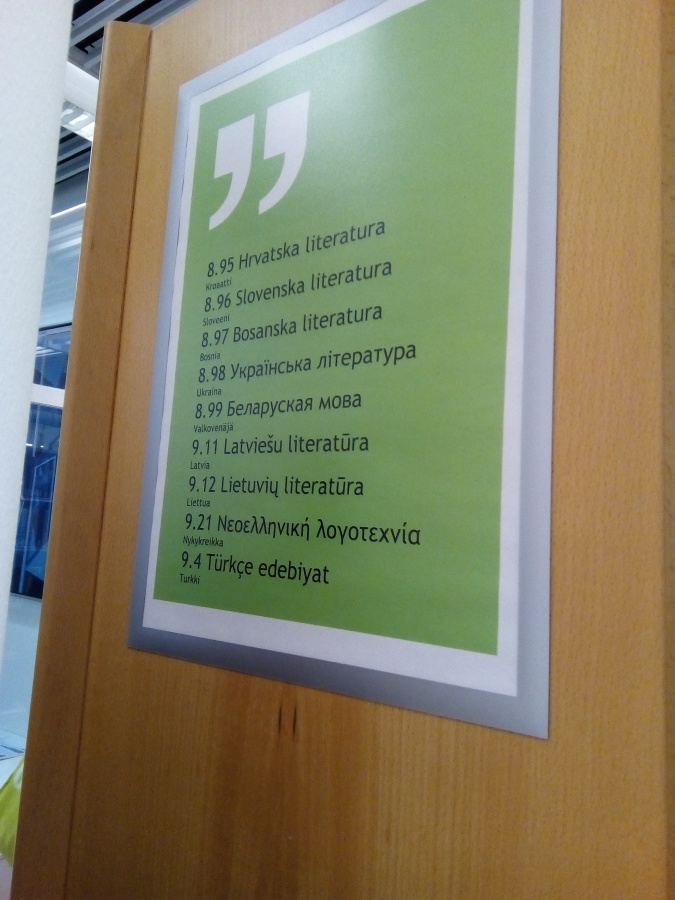 ”
8.95 Hrvatska literatura
Kroaatti
8.96 Slovenska literatura
Sloveeni
8.97 Bosanska literatura
Bosnia
8.98 Українська література
Ukraina
8.99 Беларуская мова
Valkovenäjä
9.11 Latviešu literatūra
Latvia
9.12 Lietuvių literatūra
Liettua
9.21 Νεοελληνική λογοτεχνία
Nykykreikka
9.4 Türkçe edebiyat
Turkki